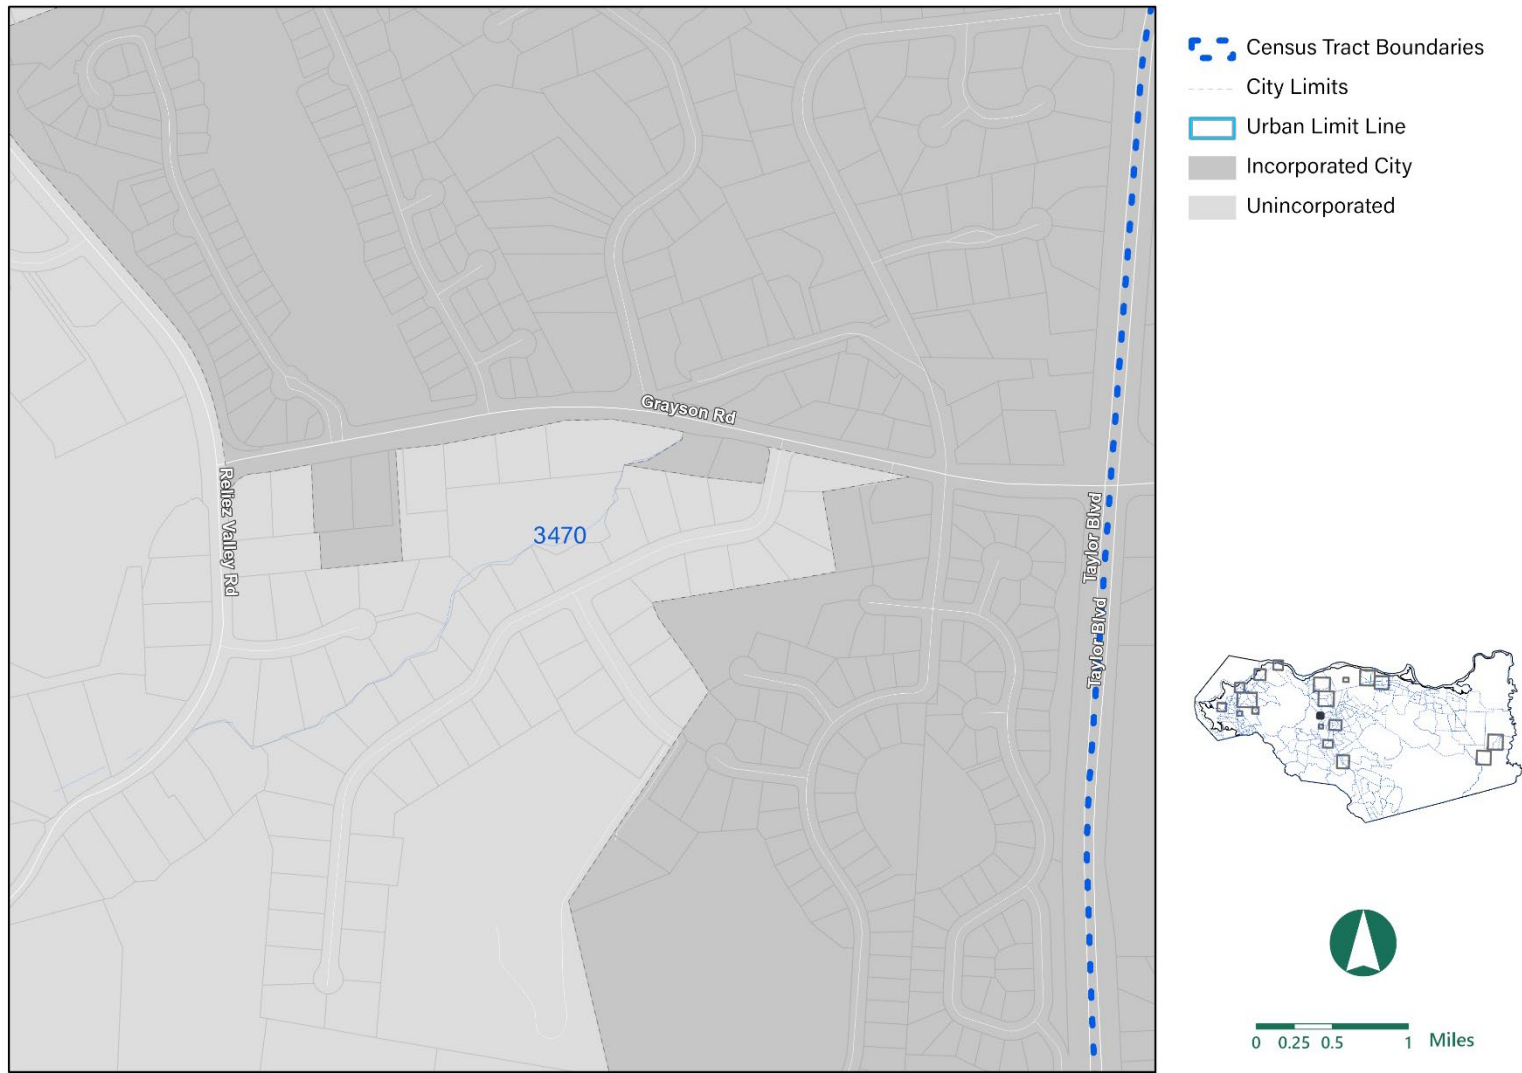 Census Tract Boundaries
City Limits
Urban Limit Line
Incorporated City
Unincorporated
Grayson Rd
Reliez Valley Rd
3470
Taylor Blvd
Taylor Blvd
0 0.25 0.5 1 Miles